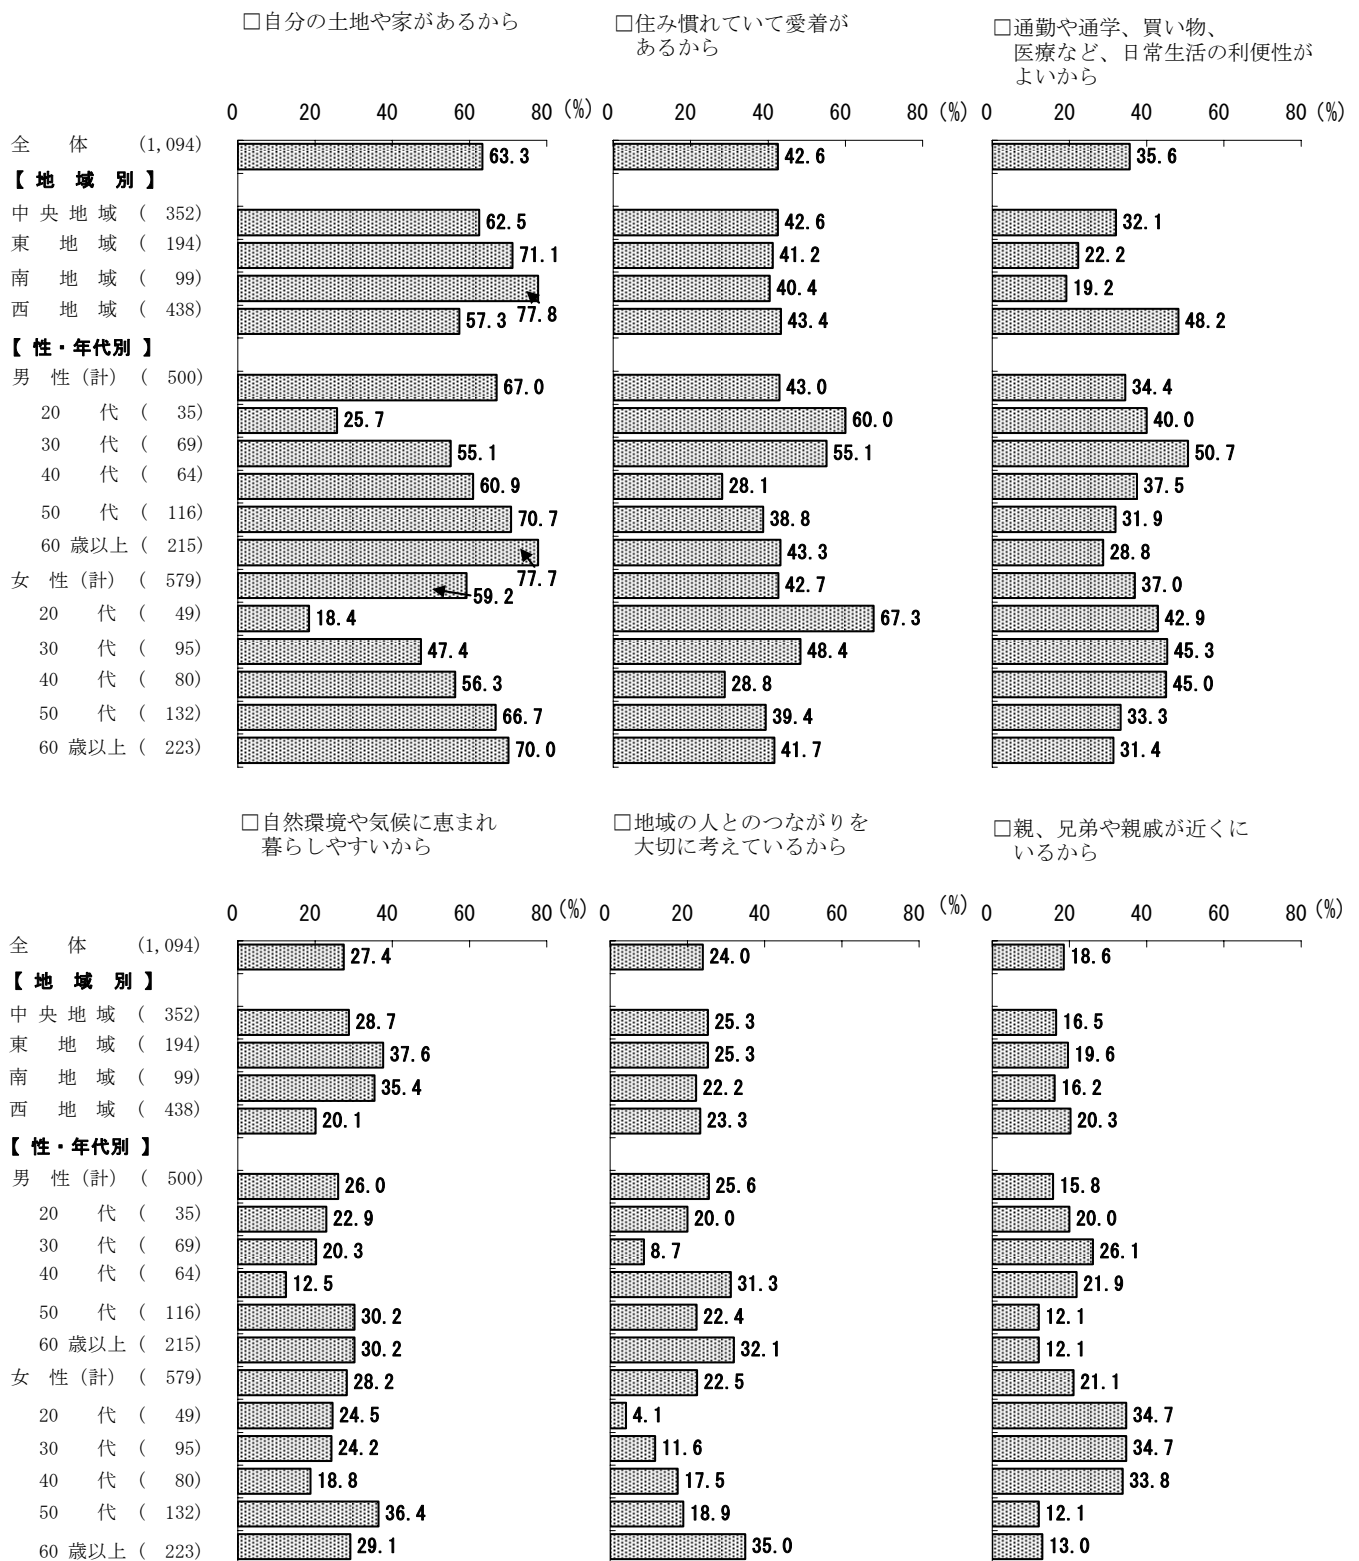 □自分の土地や家があるから
□住み慣れていて愛着が
あるから
□通勤や通学、買い物、
医療など、日常生活の利便性が
よいから
0 20 40 60 80 (%) 0 20 40 60 80 (%) 0 20 40 60 80 (%)
全 体 (1,094) 63.3 42.6 35.6
【 地 域 別 】
中 央 地 域 ( 352) 62.5 42.6 32.1
東 地 域 ( 194) 71.1 41.2 22.2
南 地 域 ( 99) 77.8 40.4 19.2
西 地 域 ( 438) 57.3 43.4 48.2
【 性・年代別 】
男 性 (計) ( 500) 67.0 43.0 34.4
20 代 ( 35) 25.7 60.0 40.0
30 代 ( 69) 55.1 55.1 50.7
40 代 ( 64) 60.9 28.1 37.5
50 代 ( 116) 70.7 38.8 31.9
60 歳以上 ( 215) 77.7 43.3 28.8
女 性 (計) ( 579) 59.2 42.7 37.0
20 代 ( 49) 18.4 67.3 42.9
30 代 ( 95) 47.4 48.4 45.3
40 代 ( 80) 56.3 28.8 45.0
50 代 ( 132) 66.7 39.4 33.3
60 歳以上 ( 223) 70.0 41.7 31.4
□自然環境や気候に恵まれ
暮らしやすいから
□地域の人とのつながりを
大切に考えているから
□親、兄弟や親戚が近くに
いるから
0 20 40 60 80 (%) 0 20 40 60 80 (%) 0 20 40 60 80 (%)
全 体 (1,094) 27.4 24.0 18.6
【 地 域 別 】
中 央 地 域 ( 352) 28.7 25.3 16.5
東 地 域 ( 194) 37.6 25.3 19.6
南 地 域 ( 99) 35.4 22.2 16.2
西 地 域 ( 438) 20.1 23.3 20.3
【 性・年代別 】
男 性 (計) ( 500) 26.0 25.6 15.8
20 代 ( 35) 22.9 20.0 20.0
30 代 ( 69) 20.3 8.7 26.1
40 代 ( 64) 12.5 31.3 21.9
50 代 ( 116) 30.2 22.4 12.1
60 歳以上 ( 215) 30.2 32.1 12.1
女 性 (計) ( 579) 28.2 22.5 21.1
20 代 ( 49) 24.5 4.1 34.7
30 代 ( 95) 24.2 11.6 34.7
40 代 ( 80) 18.8 17.5 33.8
50 代 ( 132) 36.4 18.9 12.1
60 歳以上 ( 223) 29.1 35.0 13.0